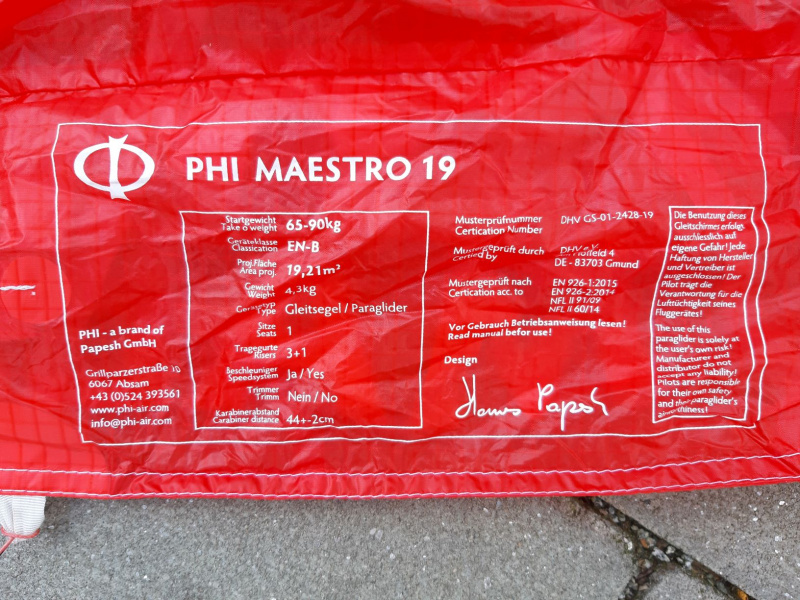 PHI MAESTRO 19
Startgewicht
Take o weight
65-90kg
Geräteklasse
Classication
EN-B
Proj.Fläche
Area proj.
19,21m²
Gewicht
Weight
4,3kg
Gerätetyp
Type
Gleitsegel / Paraglider
Sitze
Seats
1
Tragegurte
Risers
3+1
Beschleuniger
Speedsystem
Ja / Yes
Trimmer
Trimm
Nein / No
Karabinerabstand
Carabiner distance
44+-2cm
PHI - a brand of
Papesh GmbH
Grillparzerstraße 10
6067 Absam
+43 (0)524 393561
www.phi-air.com
info@phi-air.com
Musterprüfnummer
Certication Number
DHV GS-01-2428-19
Mustergeprüft durch
Certied by
DHV e.V.
4
DE - 83703 Gmund
Mustergeprüft nach
Certication acc. to
EN 926-1:2015
EN 926-2:2014
NFL II 91/09
NFL II 60/14
Vor Gebrauch Betriebsanweisung lesen!
Read manual befor use!
Design
Hannes Papesh
Die Benutzung dieses
Gleitschirmes erfolgt
ausschliesslich auf
eigene Gefahr! Jede
Haftung von Hersteller
und Vertreiber ist
ausgeschlossen! Der
Pilot trägt die
Verantwortung für die
Lufttüchtigkeit seines
Fluggerätes!
The use of this
paraglider is solely at
the user's own risk!
Manufacturer and
distributor do not
accept any liability!
Pilots are responsible
for their own safety
and their paraglider's
airworthiness!